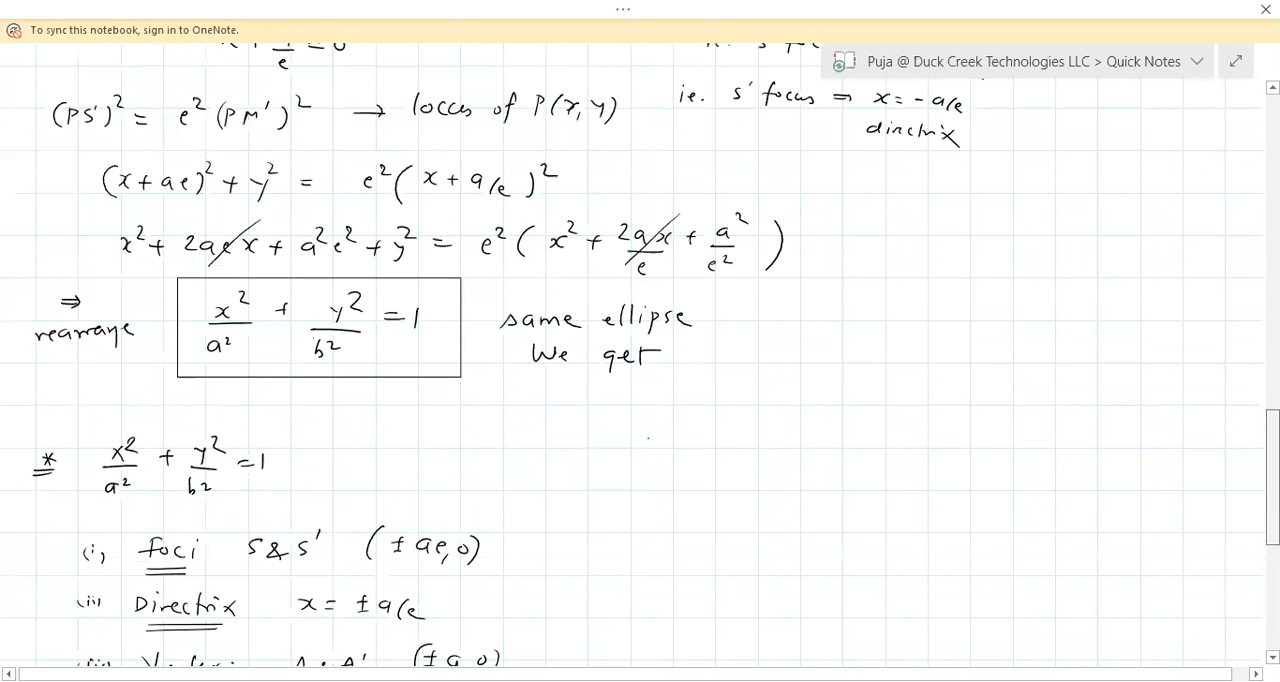 To sync this notebook, sign in to OneNote.
Puja @ Duck Creek Technologies LLC > Quick Notes
e
(PS')² = e² (PM')² → locus of P(x, y)
ie. s' focus ⇒ x = - a/e
dirctrix
(x + ae)² + y² = e² ( x + a/e )²
x² + 2aex + a²e² + y² = e² ( x² + 2ax/e + a²/e² )
⇒ rearrage x²/a² + y²/b² = 1 same ellipse
We get
* x²/a² + y²/b² = 1
(i) foci S & S' (± ae, 0)
(ii) Directrix x = ± a/e
A & A' (± a, 0)